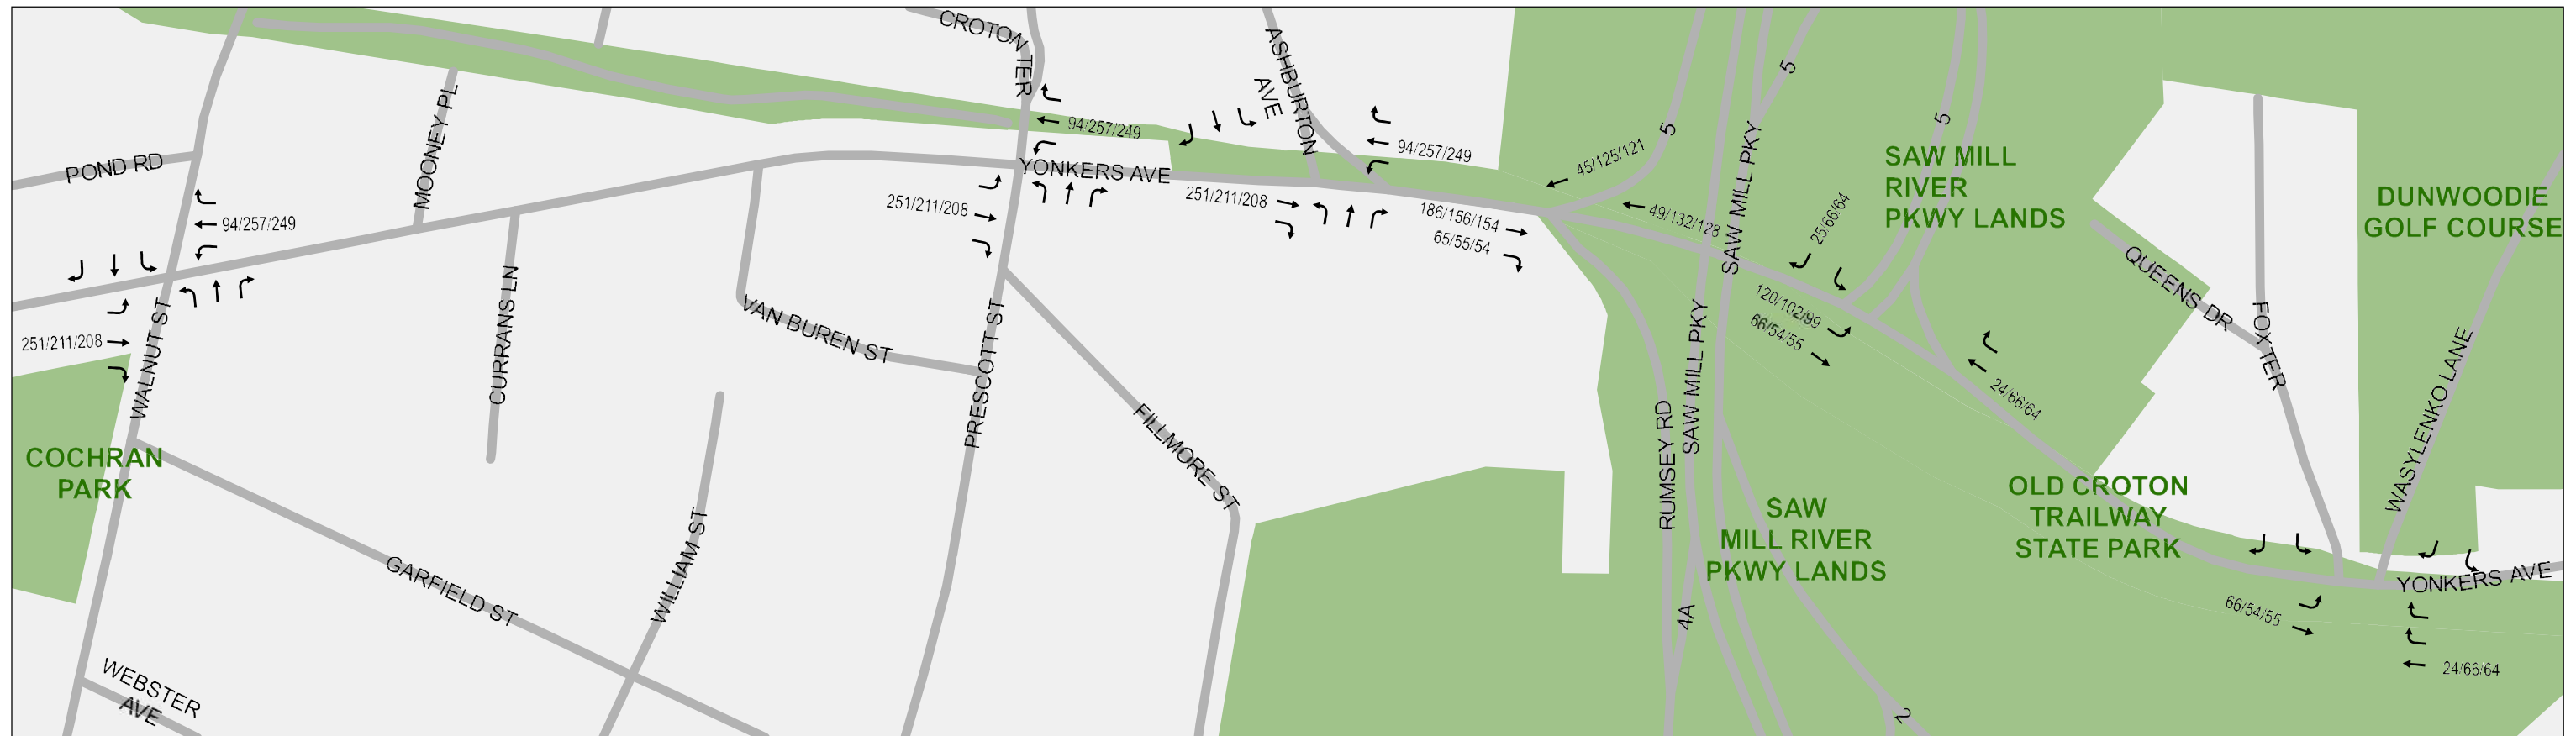 CROTON TER
ASHBURTON
AVE
5
5
5
94/257/249
94/257/249
45/125/121
SAW MILL
RIVER
PKWY LANDS
DUNWOODIE
GOLF COURSE
POND RD
MOONEY PL
YONKERS AVE
SAW MILL PKY
94/257/249
251/211/208
251/211/208
186/156/154
65/55/54
49/132/128
25/66/64
QUEENS DR
120/102/99
66/54/55
24/66/64
251/211/208
WALNUT ST
CURRANS LN
VAN BUREN ST
PRESCOTT ST
FILLMORE ST
SAW MILL PKY
RUMSEY RD
FOX TER
WASYLENKO LANE
COCHRAN
PARK
OLD CROTON
TRAILWAY
STATE PARK
SAW
MILL RIVER
PKWY LANDS
GARFIELD ST
WILLIAM ST
4A
YONKERS AVE
66/54/55
24/66/64
WEBSTER
AVE
2